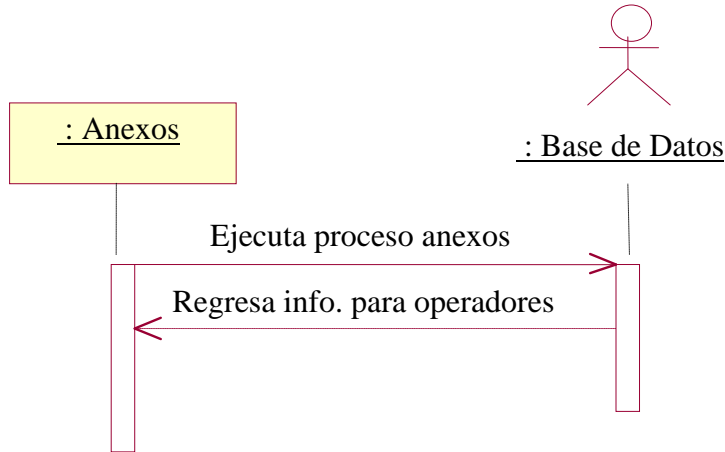 : Anexos
: Base de Datos
Ejecuta proceso anexos
Regresa info. para operadores